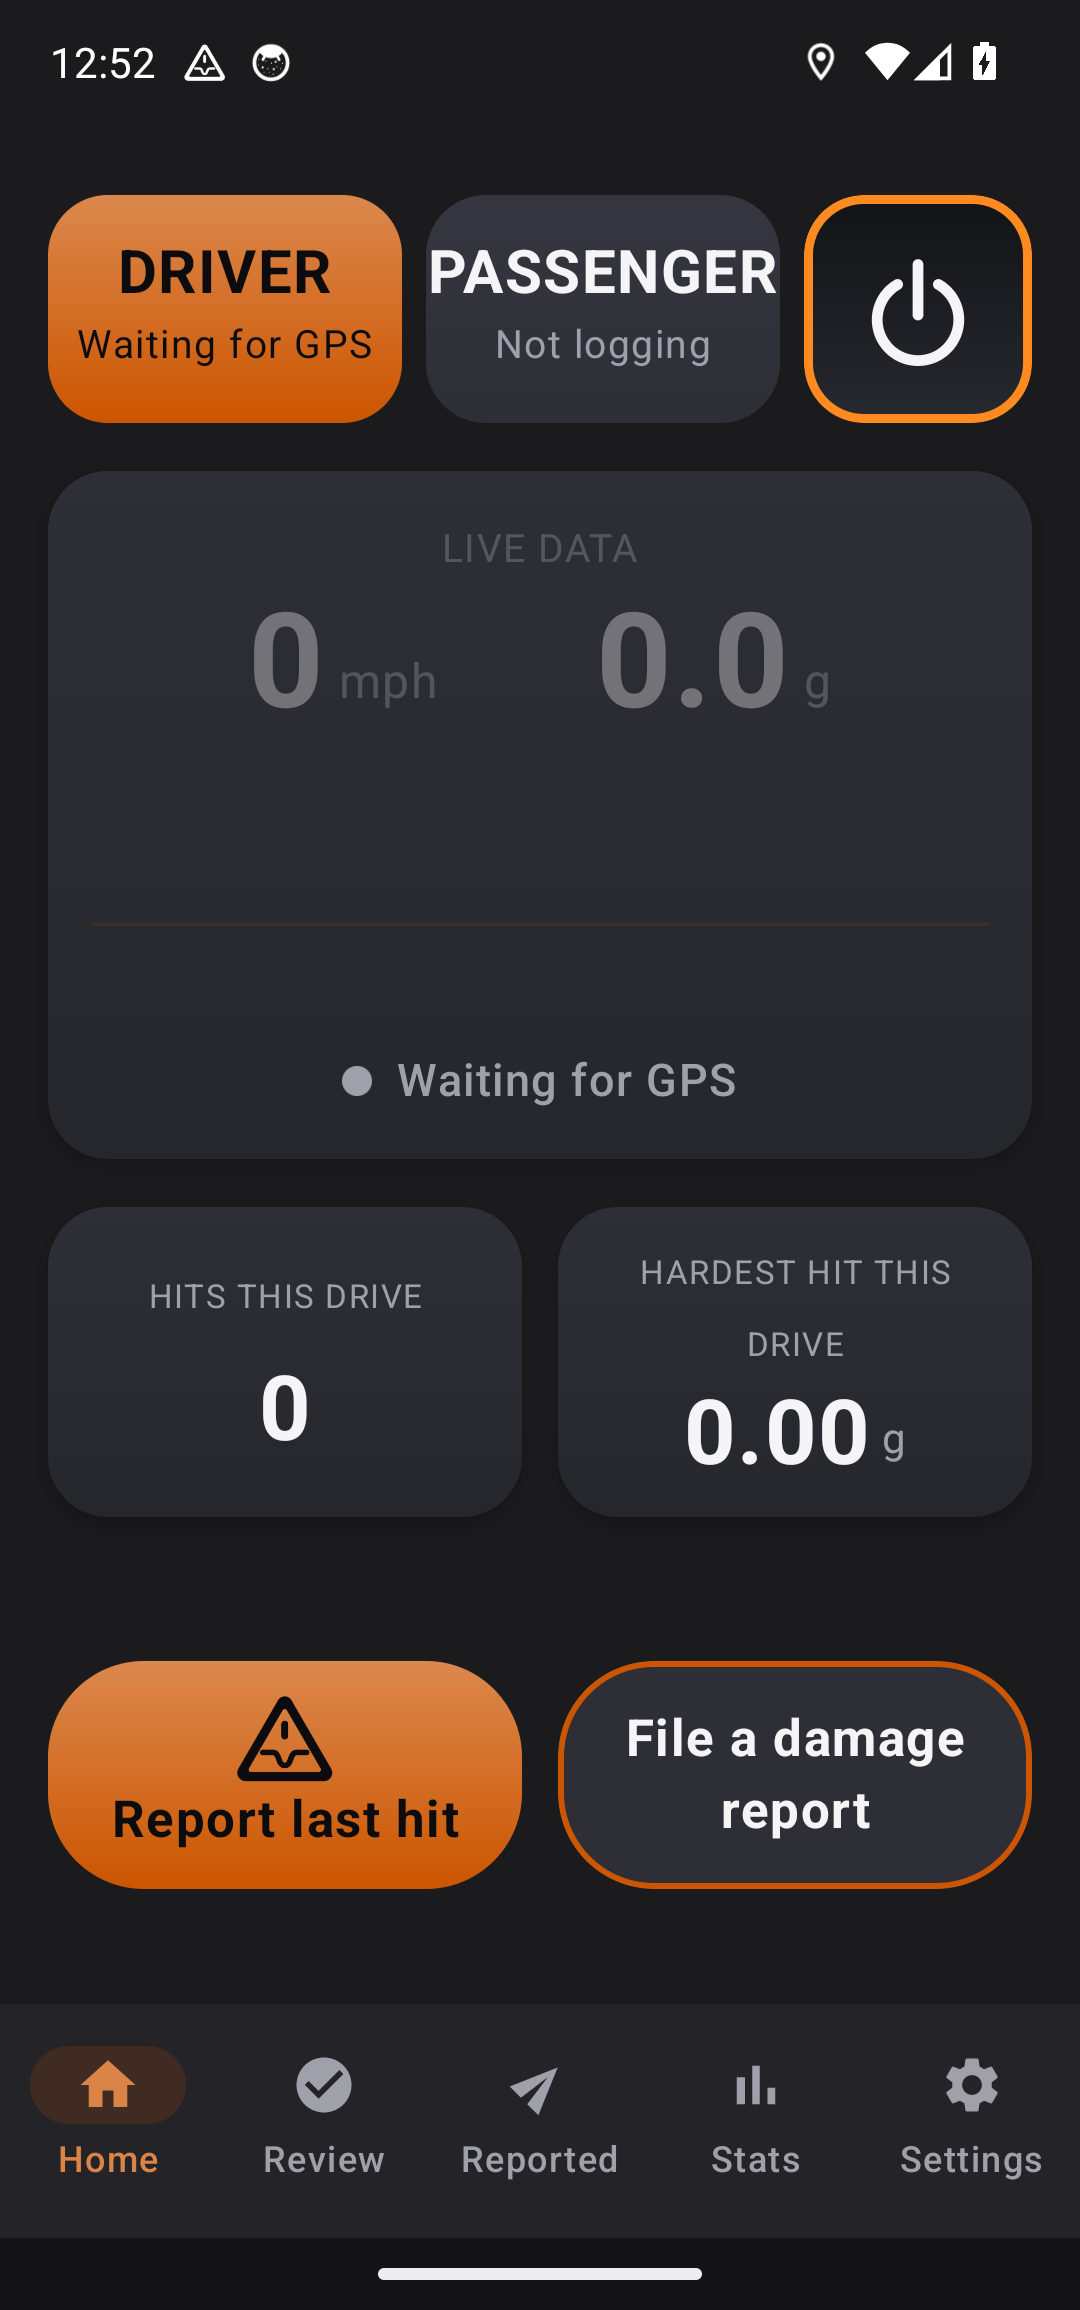 12:52
DRIVER
Waiting for GPS
PASSENGER
Not logging
LIVE DATA
0 mph
0.0 g
Waiting for GPS
HITS THIS DRIVE
0
HARDEST HIT THIS
DRIVE
0.00 g
Report last hit
File a damage
report
Home
Review
Reported
Stats
Settings